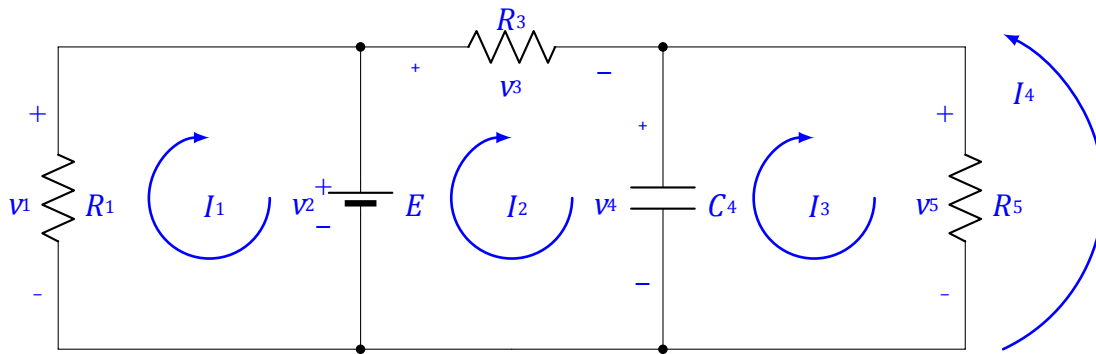 R3
+ − v3
I4
+ + + 
v1 R1 I1 v2 + − E I2 v4 C4 I3 v5 R5
- − -